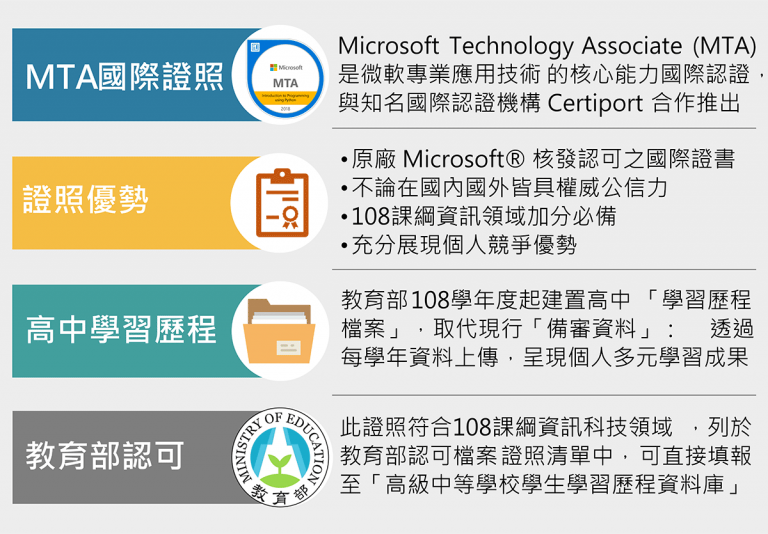 MTA國際證照
Microsoft
MTA
Introduction to Programming
using Python
2018
Microsoft Technology Associate (MTA)
是微軟專業應用技術 的核心能力國際認證，
與知名國際認證機構 Certiport 合作推出
證照優勢
•原廠 Microsoft® 核發認可之國際證書
•不論在國內國外皆具權威公信力
•108課綱資訊領域加分必備
•充分展現個人競爭優勢
高中學習歷程
教育部108學年度起建置高中 「學習歷程
檔案」，取代現行「備審資料」： 透過
每學年資料上傳，呈現個人多元學習成果
教育部認可
MINISTRY OF EDUCATION
教育部
此證照符合108課綱資訊科技領域 ，列於
教育部認可檔案 證照清單中，可直接填報
至「高級中等學校學生學習歷程資料庫」